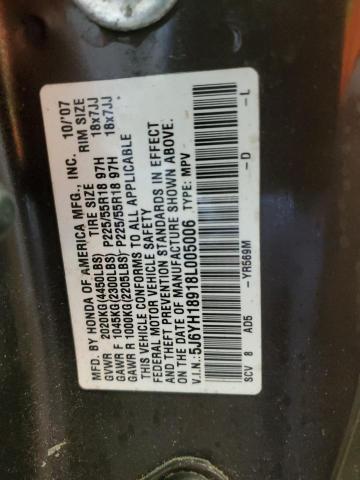 MFD. BY HONDA OF AMERICA MFG., INC. 10/'07
TIRE SIZE RIM SIZE
GVWR 2020KG(4450LBS)
GAWR F 1045KG(2300LBS) P225/55R18 97H 18x7JJ
GAWR R 1000KG(2205LBS) P225/55R18 97H 18x7JJ
THIS VEHICLE CONFORMS TO ALL APPLICABLE
FEDERAL MOTOR VEHICLE SAFETY
AND THEFT PREVENTION STANDARDS IN EFFECT
ON THE DATE OF MANUFACTURE SHOWN ABOVE.
V.I.N.:5J6YH18918L005006 TYPE: MPV
SCV 8 AD5 -YR569M -D -L